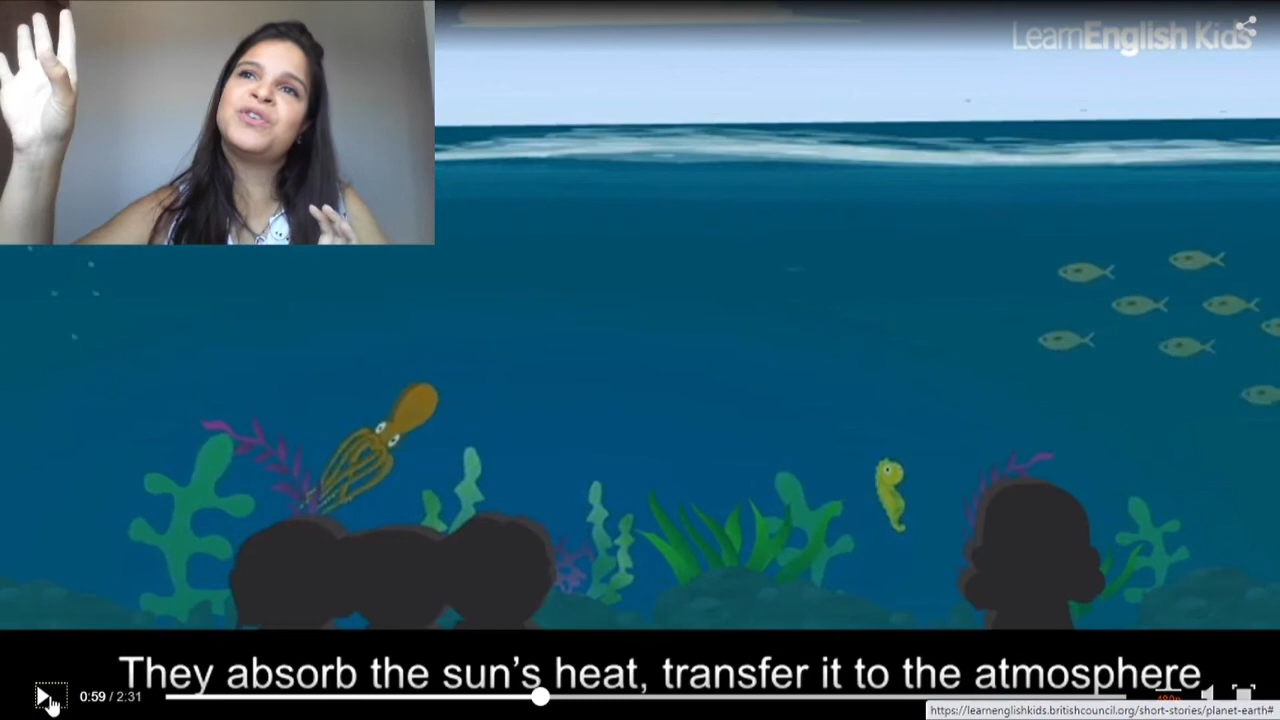 LearnEnglish Kids
They absorb the sun's heat, transfer it to the atmosphere
0:59 / 2:31
480p
https://learnenglishkids.britishcouncil.org/short-stories/planet-earth#